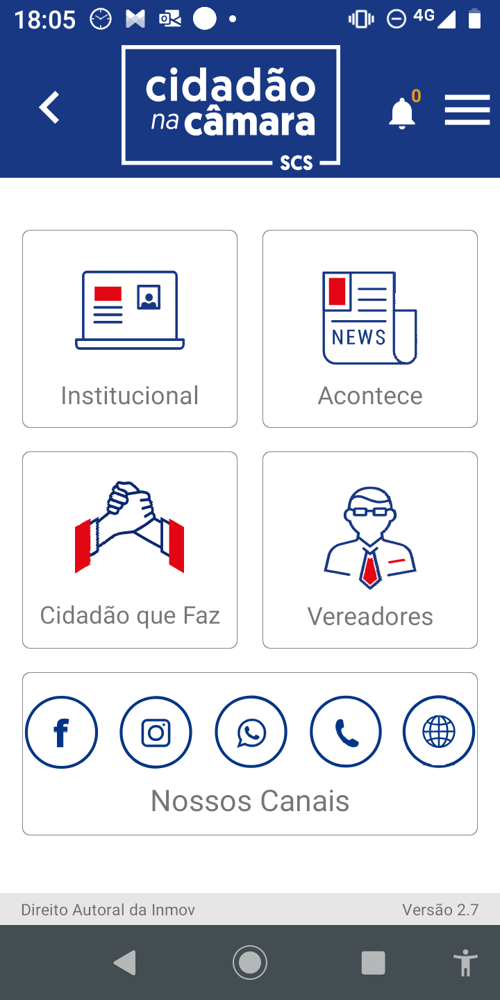 18:05
4G
cidadão
na câmara
SCS
0
NEWS
Institucional
Acontece
Cidadão que Faz
Vereadores
f
Nossos Canais
Direito Autoral da Inmov
Versão 2.7